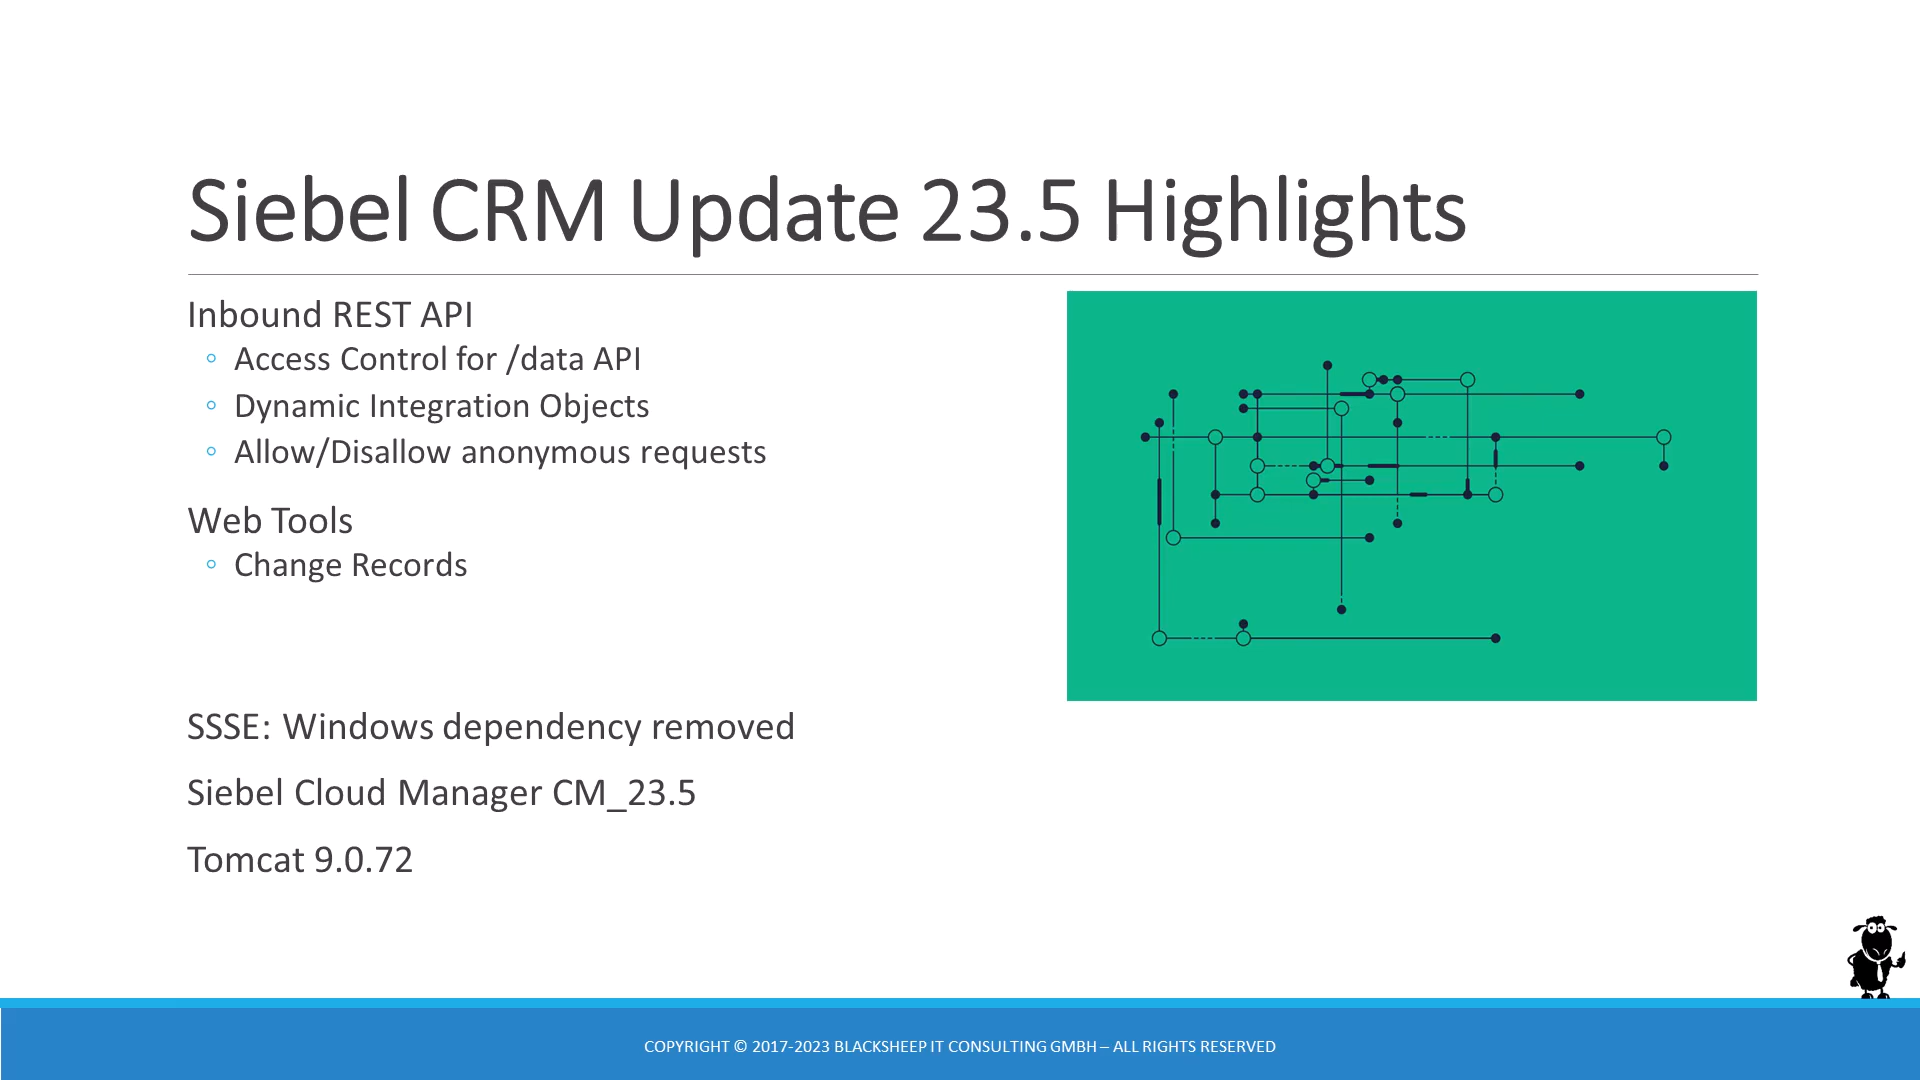 Siebel CRM Update 23.5 Highlights
Inbound REST API
◦ Access Control for /data API
◦ Dynamic Integration Objects
◦ Allow/Disallow anonymous requests
Web Tools
◦ Change Records
SSSE: Windows dependency removed
Siebel Cloud Manager CM_23.5
Tomcat 9.0.72
COPYRIGHT © 2017-2023 BLACKSHEEP IT CONSULTING GMBH – ALL RIGHTS RESERVED